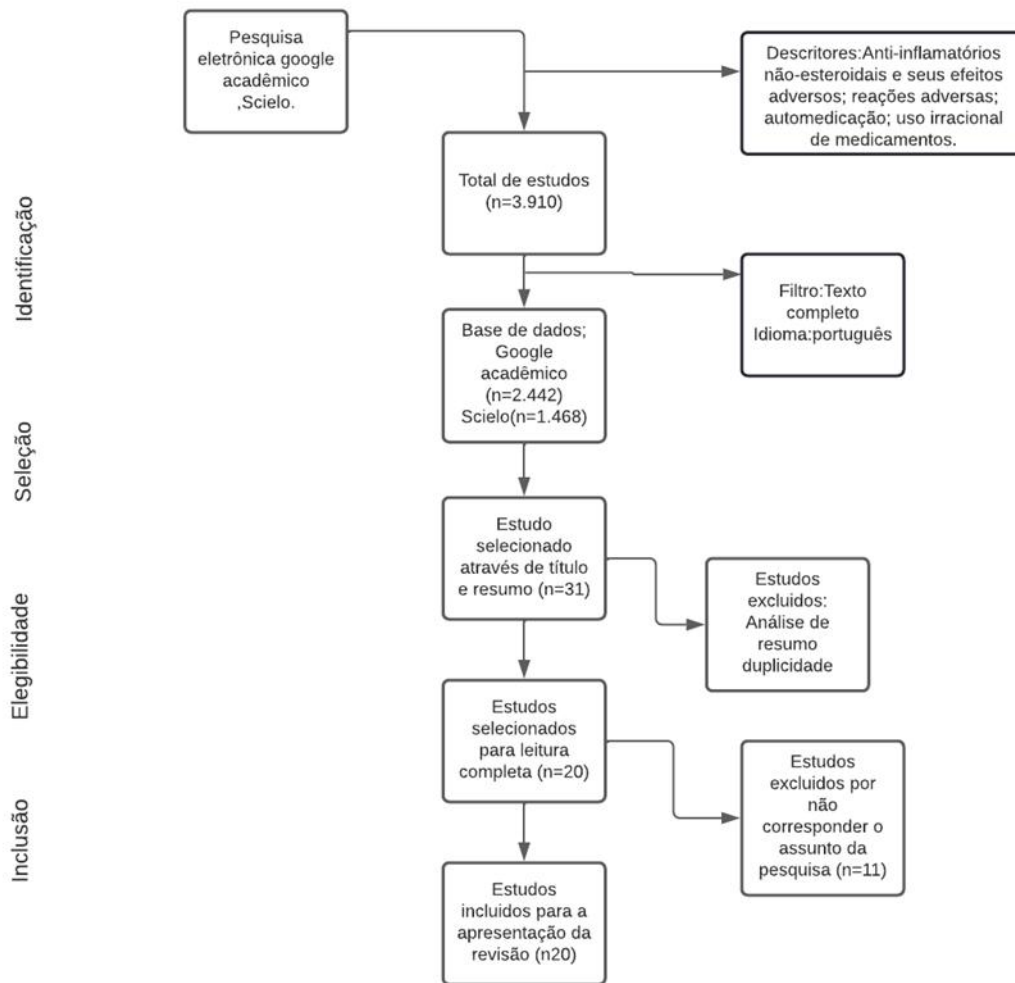 Pesquisa
eletrônica google
acadêmico
,Scielo.
Descritores:Anti-inflamatórios
não-esteroidais e seus efeitos
adversos; reações adversas;
automedicação; uso irracional
de medicamentos.
Identificação
Total de estudos
(n=3.910)
Filtro:Texto
completo
Idioma:português
Base de dados;
Google
acadêmico
(n=2.442)
Scielo(n=1.468)
Seleção
Estudo
selecionado
através de título
e resumo (n=31)
Estudos
excluidos:
Análise de
resumo
duplicidade
Elegibilidade
Estudos
selecionados
para leitura
completa (n=20)
Estudos
excluidos por
não
corresponder o
assunto da
pesquisa (n=11)
Inclusão
Estudos
incluidos para a
apresentação da
revisão (n20)